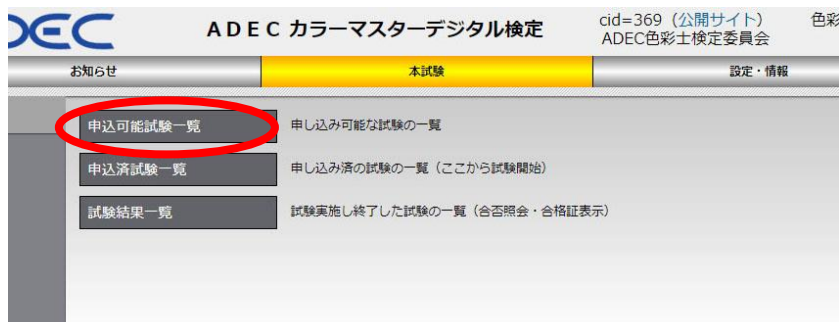 ADEC ADEC カラーマスターデジタル検定 cid=369（公開サイト） 色彩
ADEC色彩士検定委員会
お知らせ 本試験 設定・情報
申込可能試験一覧 申し込み可能な試験の一覧
申込済試験一覧 申し込み済の試験の一覧（ここから試験開始）
試験結果一覧 試験実施し終了した試験の一覧（合否照会・合格証表示）